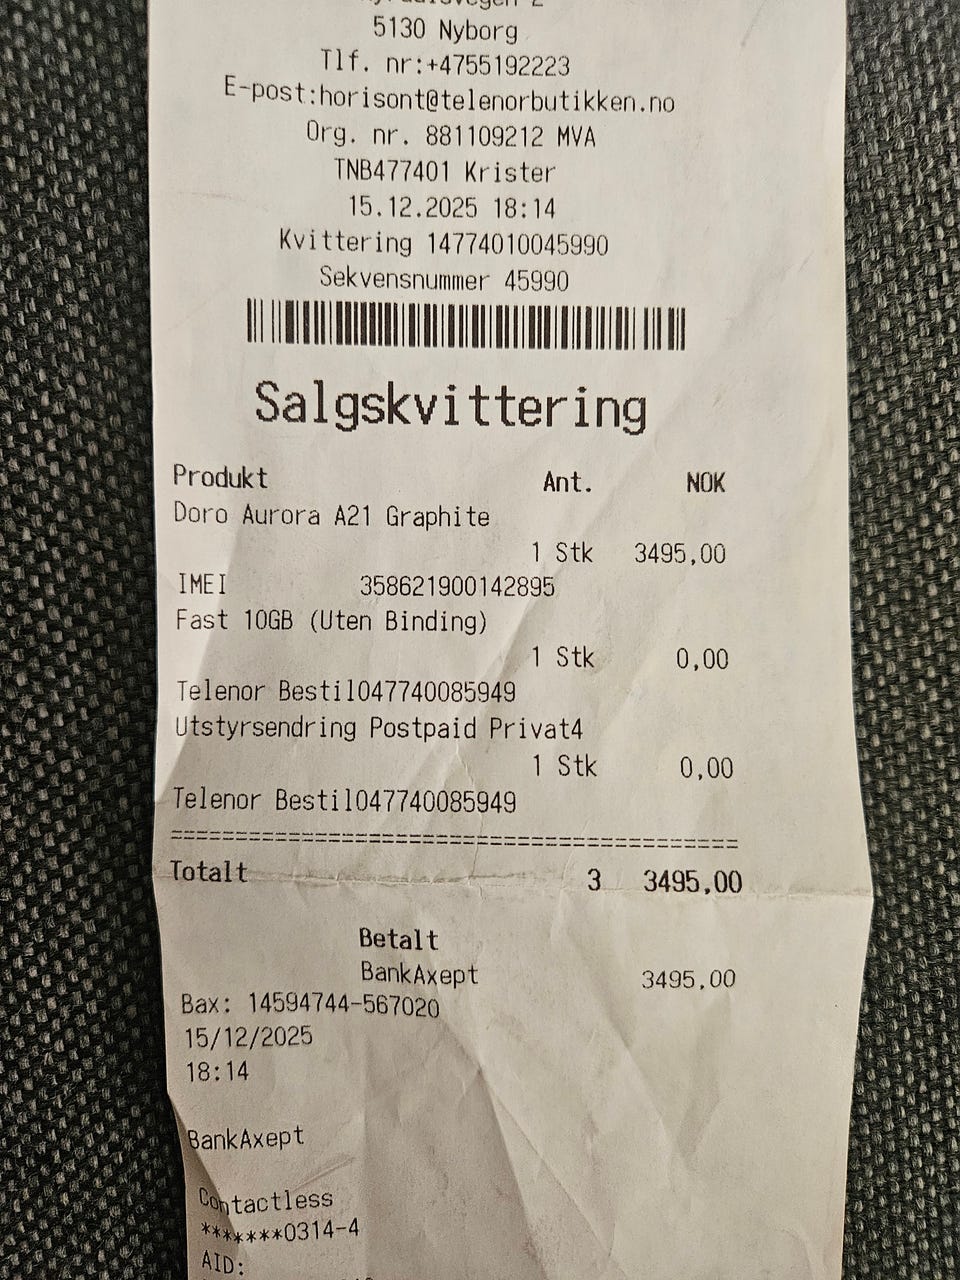 5130 Nyborg
Tlf. nr:+4755192223
E-post:horisont@telenorbutikken.no
Org. nr. 881109212 MVA
TNB477401 Krister
15.12.2025 18:14
Kvittering 14774010045990
Sekvensnummer 45990
Salgskvittering
Produkt Ant. NOK
Doro Aurora A21 Graphite
1 Stk 3495,00
IMEI 358621900142895
Fast 10GB (Uten Binding)
1 Stk 0,00
Telenor Bestil047740085949
Utstyrsendring Postpaid Privat4
1 Stk 0,00
Telenor Bestil047740085949
==========================================
Totalt 3 3495,00
Betalt
BankAxept 3495,00
Bax: 14594744-567020
15/12/2025
18:14
BankAxept
Contactless
*******0314-4
AID: